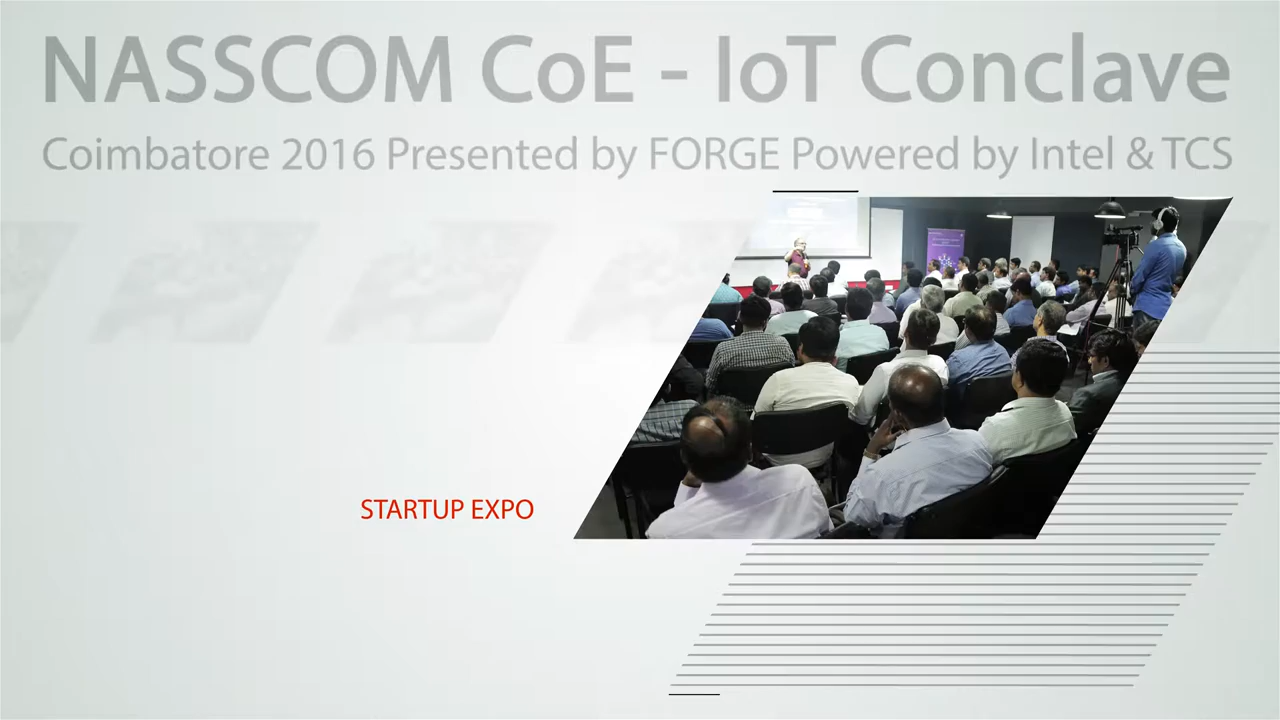 NASSCOM CoE - IoT Conclave
Coimbatore 2016 Presented by FORGE Powered by Intel & TCS
STARTUP EXPO